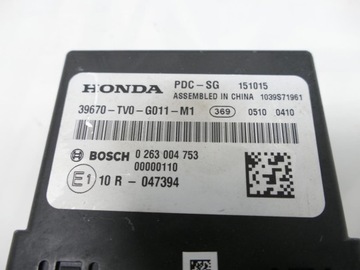 HONDA PDC-SG 151015
ASSEMBLED IN CHINA 1039S71961
39670-TV0-G011-M1 369 0510 0410
BOSCH 0 263 004 753
00000110
E1 10 R - 047394